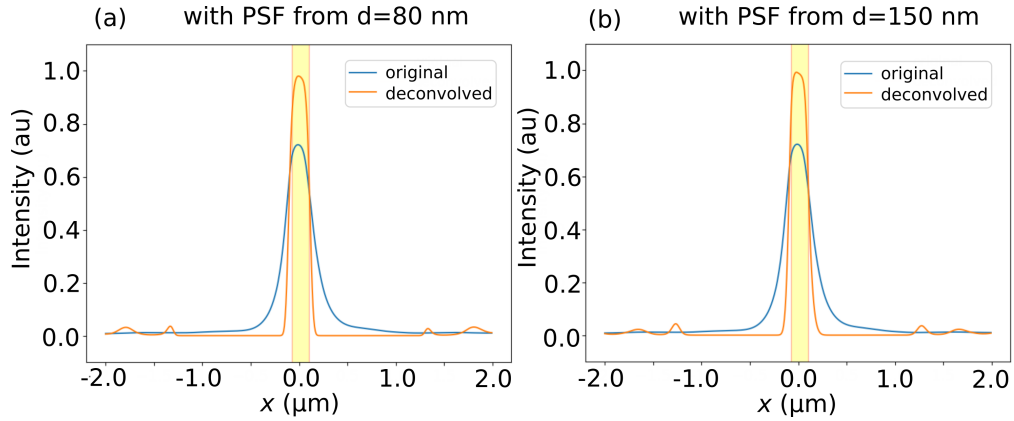 (a) with PSF from d=80 nm
original
deconvolved
Intensity (au)
1.0
0.8
0.6
0.4
0.2
0.0
-2.0 -1.0 0.0 1.0 2.0
x (μm)
(b) with PSF from d=150 nm
original
deconvolved
Intensity (au)
1.0
0.8
0.6
0.4
0.2
0.0
-2.0 -1.0 0.0 1.0 2.0
x (μm)